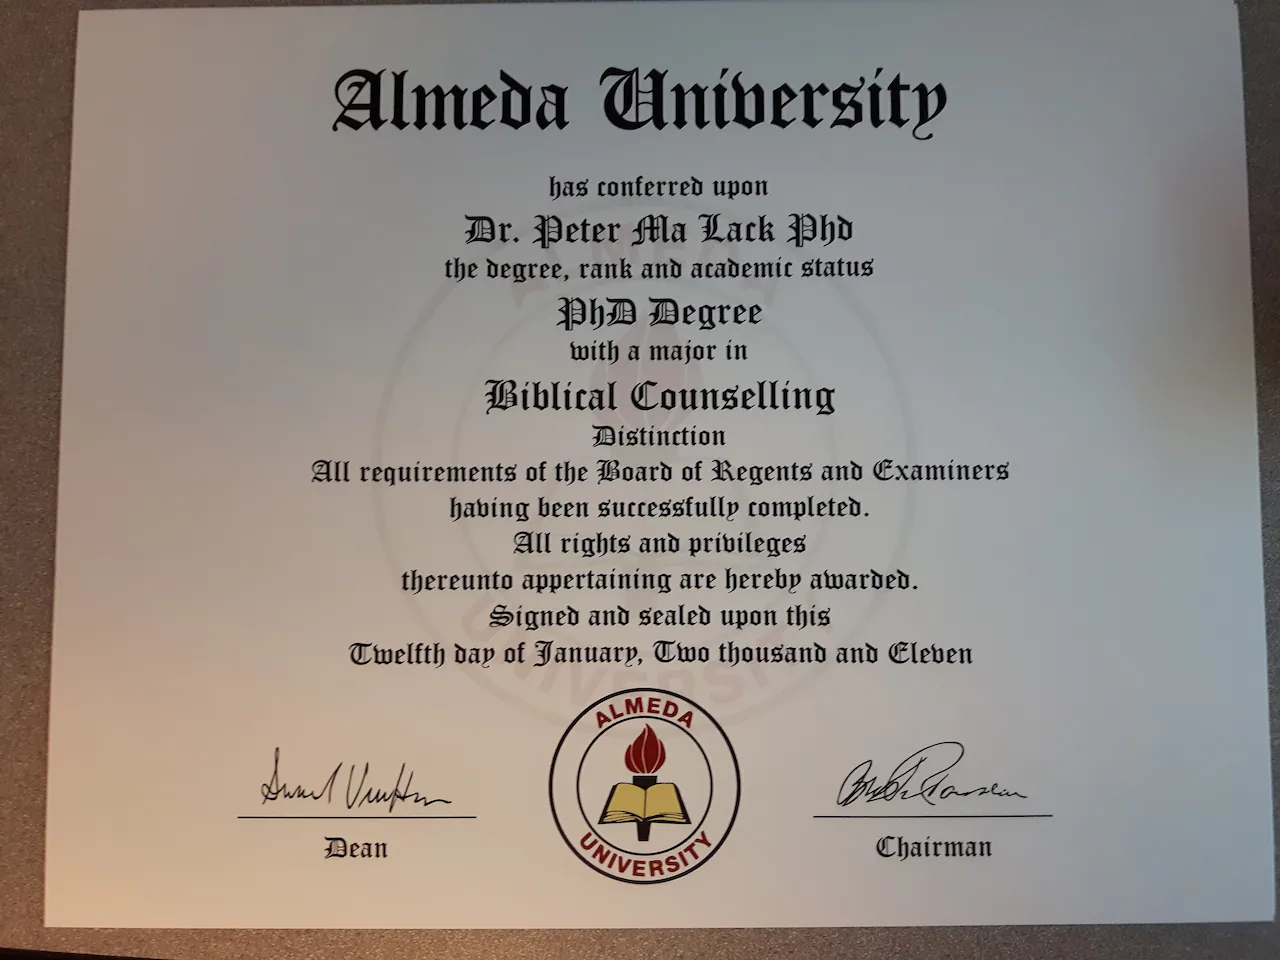 Almeda University
has conferred upon
Dr. Peter Ma Lack Phd
the degree, rank and academic status
PhD Degree
with a major in
Biblical Counselling
Distinction
All requirements of the Board of Regents and Examiners
having been successfully completed.
All rights and privileges
thereunto appertaining are hereby awarded.
Signed and sealed upon this
Twelfth day of January, Two thousand and Eleven
ALMEDA
UNIVERSITY
Dean
Chairman